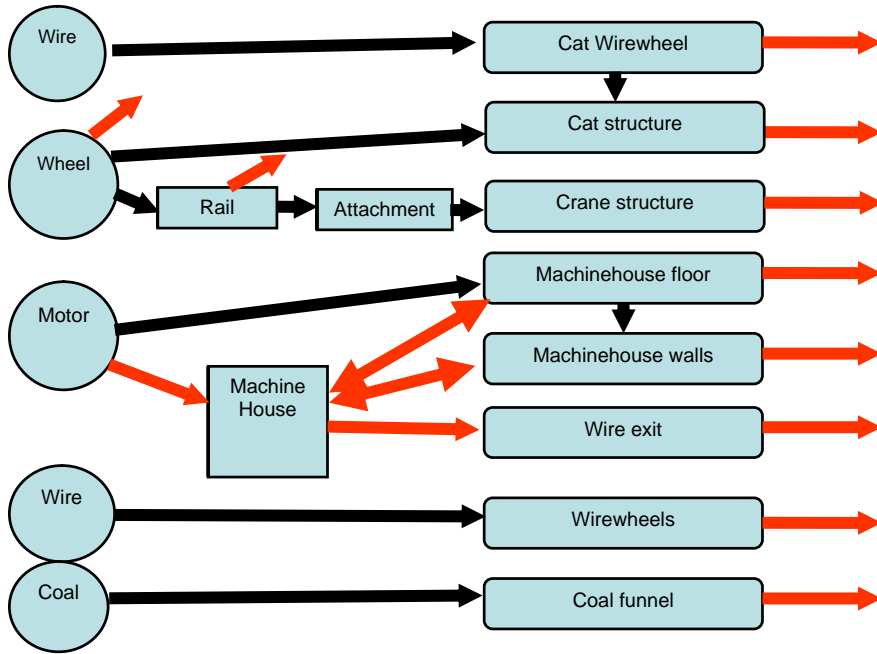 Wire
Cat Wirewheel
Cat structure
Wheel
Rail
Attachment
Crane structure
Machinehouse floor
Motor
Machinehouse walls
Machine
House
Wire exit
Wire
Wirewheels
Coal
Coal funnel